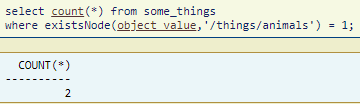 select count(*) from some_things
where existsNode(object_value,'/things/animals') = 1;
COUNT(*)
----------
2